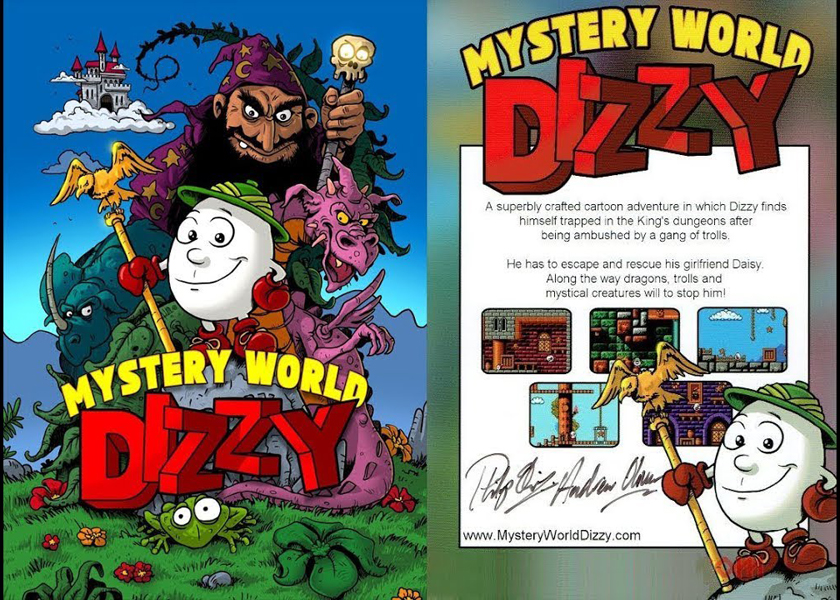 MYSTERY WORLD
DIZZY
MYSTERY WORLD
DIZZY
A superbly crafted cartoon adventure in which Dizzy finds
himself trapped in the King's dungeons after
being ambushed by a gang of trolls.
He has to escape and rescue his girlfriend Daisy.
Along the way dragons, trolls and
mystical creatures will to stop him!
www.MysteryWorldDizzy.com